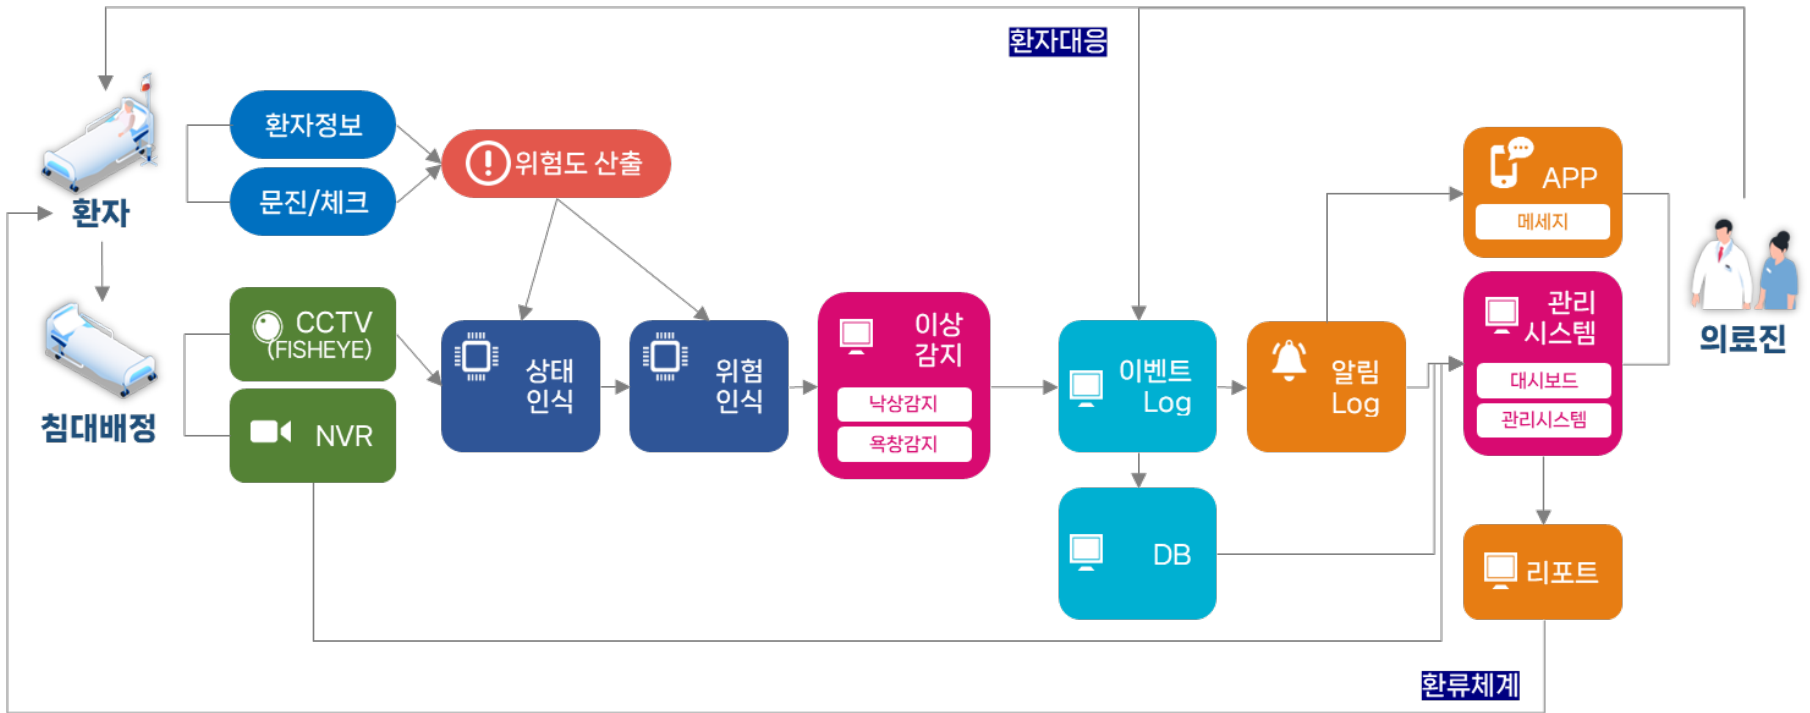 환자대응
환자정보
위험도 산출
문진/체크
환자
APP
메세지
CCTV
(FISHEYE)
NVR
침대배정
상태
인식
위험
인식
이상
감지
낙상감지
욕창감지
이벤트
Log
알림
Log
관리
시스템
대시보드
관리시스템
의료진
DB
리포트
환류체계